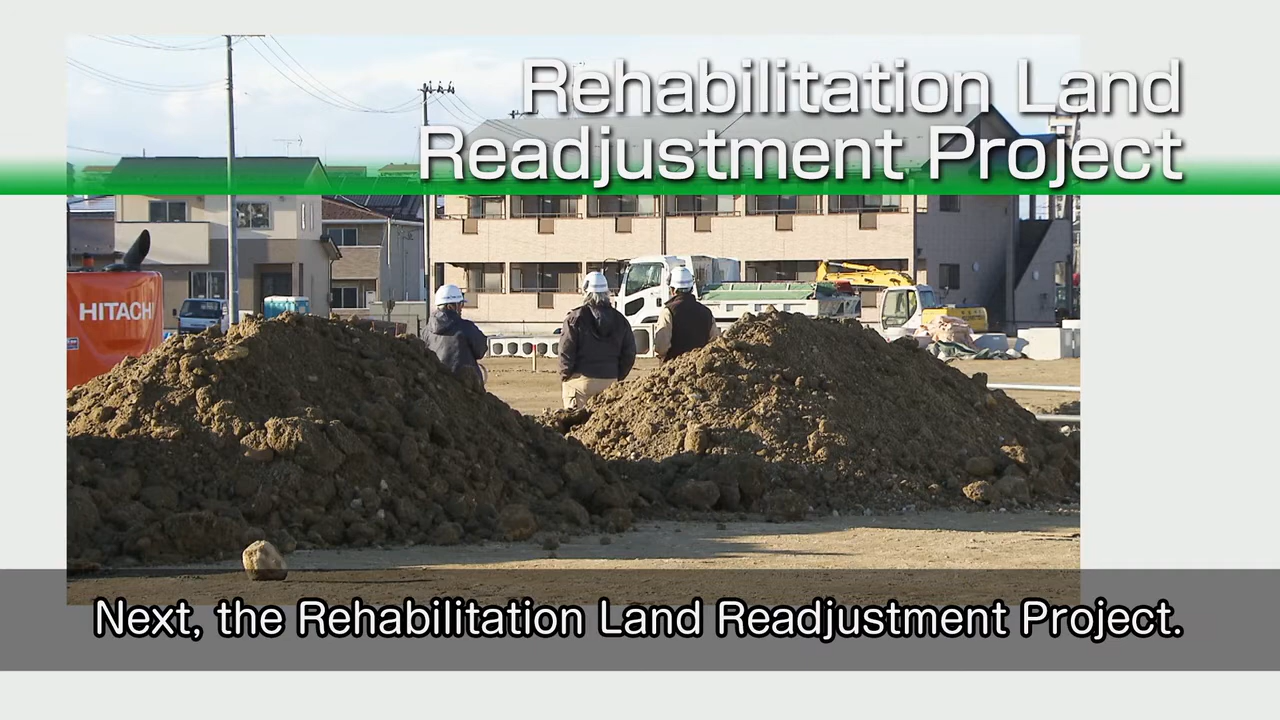 Rehabilitation Land
Readjustment Project
HITACHI
Next, the Rehabilitation Land Readjustment Project.